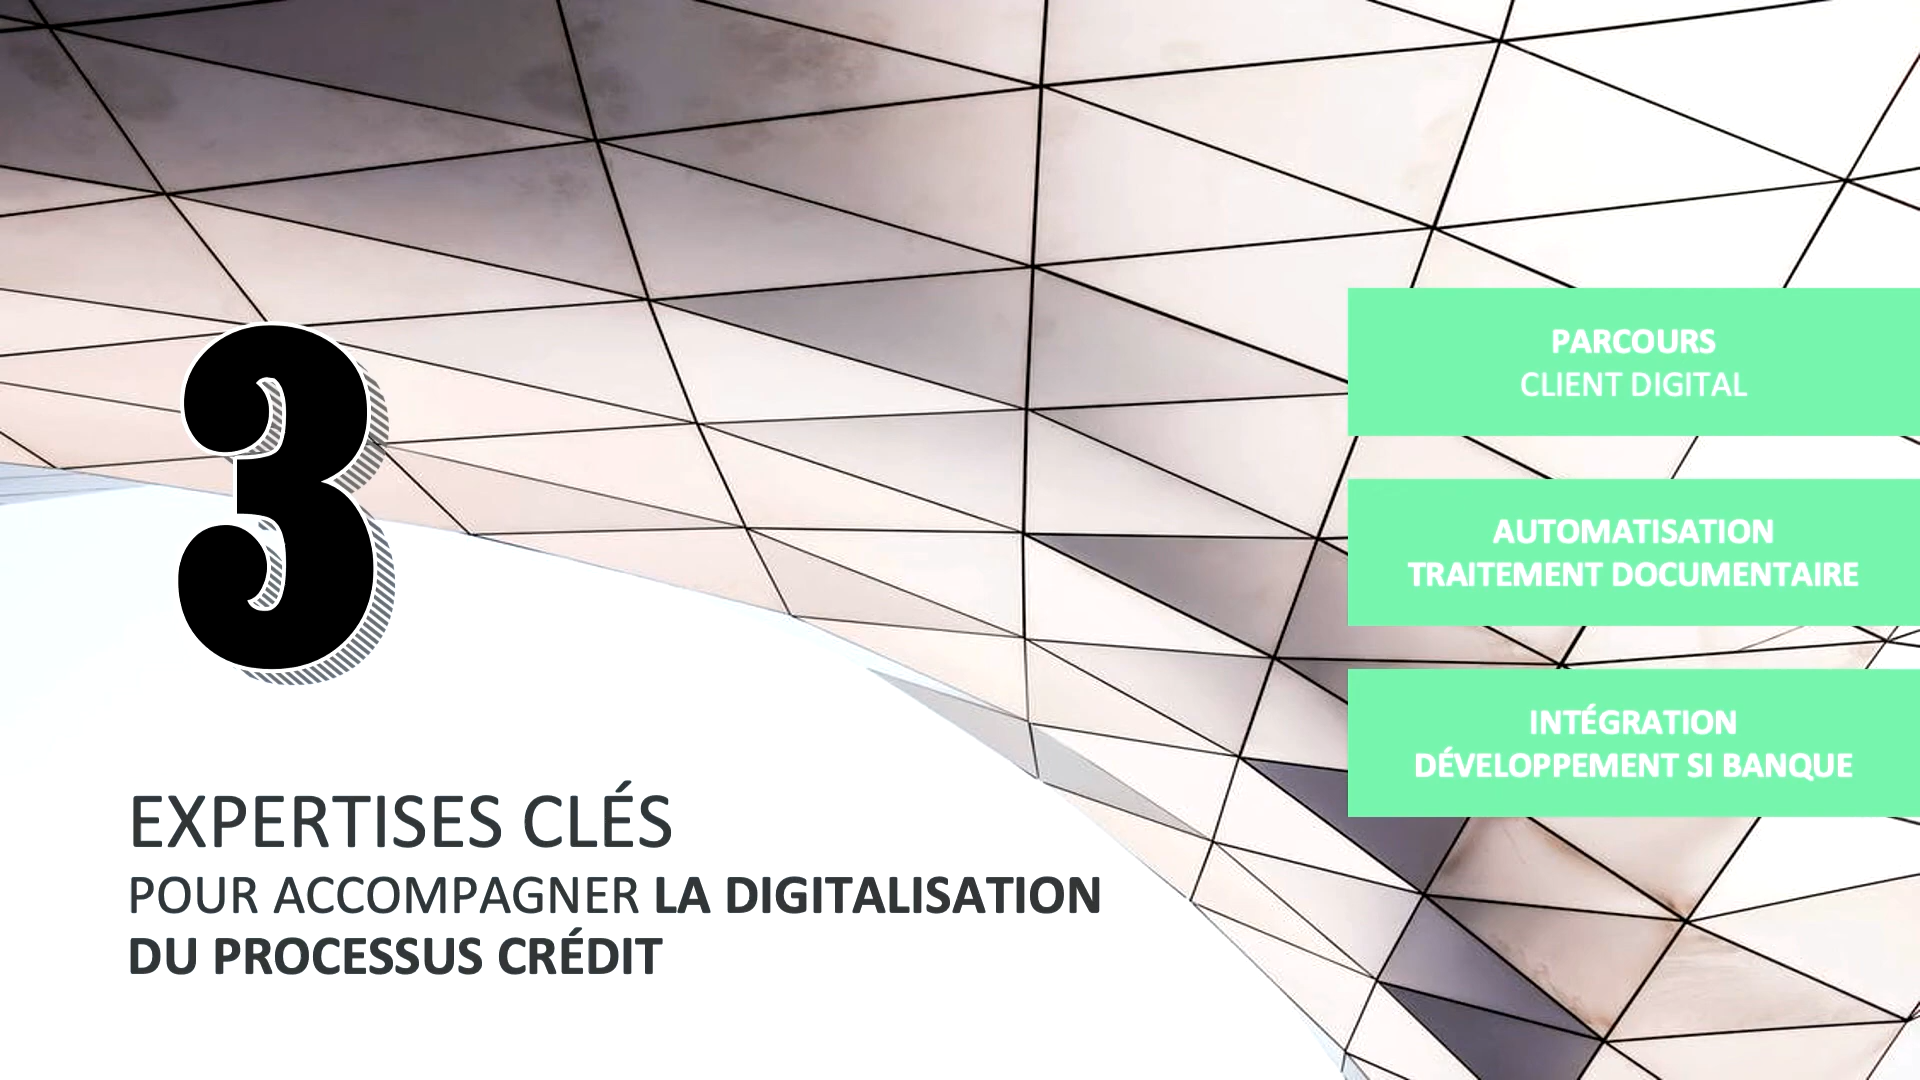 3
EXPERTISES CLÉS
POUR ACCOMPAGNER LA DIGITALISATION
DU PROCESSUS CRÉDIT
PARCOURS
CLIENT DIGITAL
AUTOMATISATION
TRAITEMENT DOCUMENTAIRE
INTÉGRATION
DÉVELOPPEMENT SI BANQUE